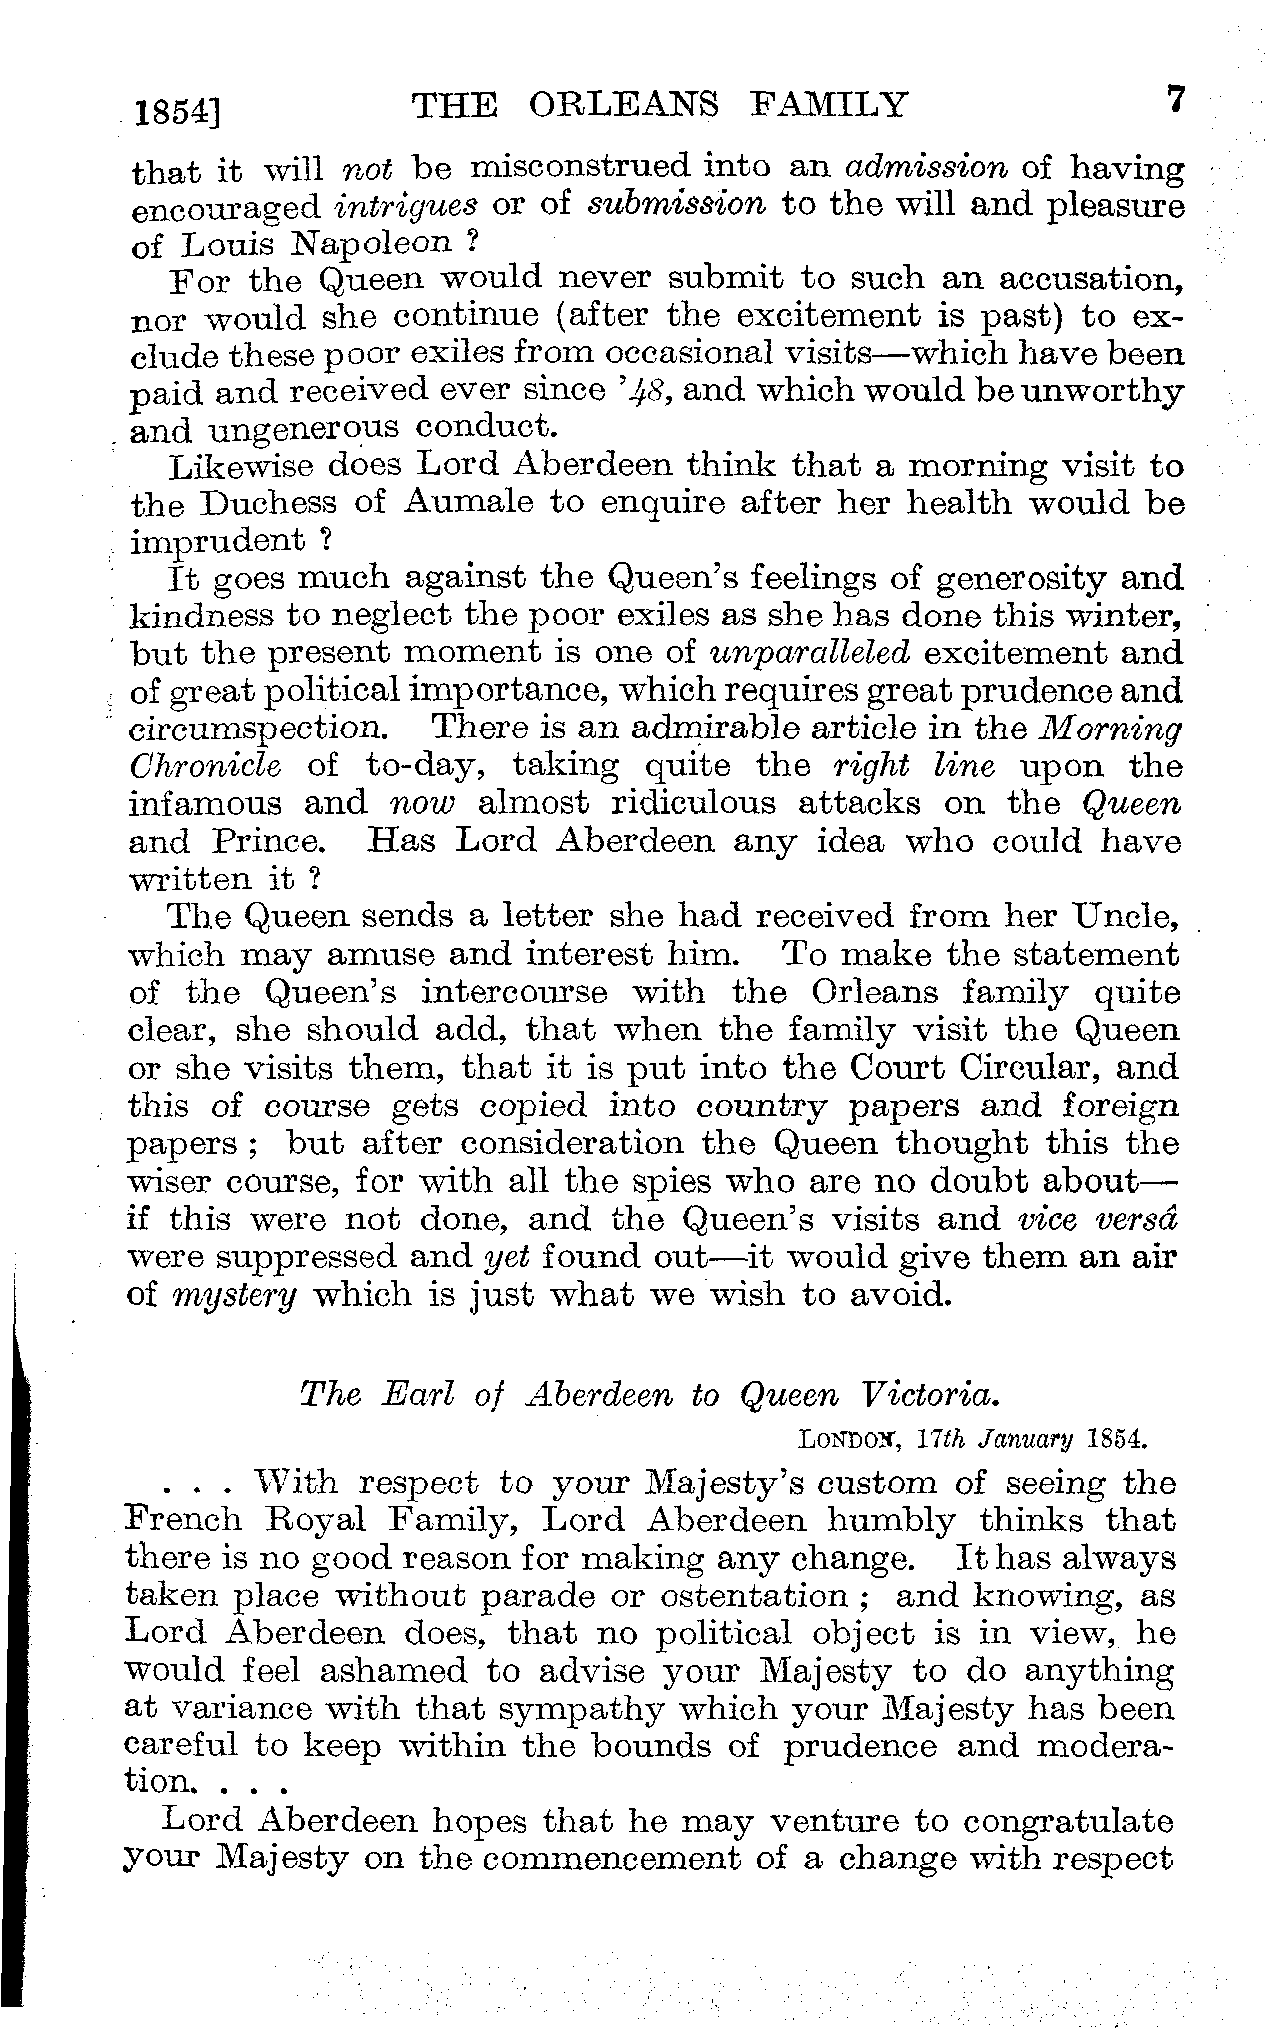 1854] THE ORLEANS FAMILY 7
that it will not be misconstrued into an admission of having
encouraged intrigues or of submission to the will and pleasure
of Louis Napoleon ?
For the Queen would never submit to such an accusation,
nor would she continue (after the excitement is past) to ex-
clude these poor exiles from occasional visits—which have been
paid and received ever since ’48, and which would be unworthy
and ungenerous conduct.
Likewise does Lord Aberdeen think that a morning visit to
the Duchess of Aumale to enquire after her health would be
imprudent ?
It goes much against the Queen’s feelings of generosity and
kindness to neglect the poor exiles as she has done this winter,
but the present moment is one of unparalleled excitement and
of great political importance, which requires great prudence and
circumspection. There is an admirable article in the Morning
Chronicle of to-day, taking quite the right line upon the
infamous and now almost ridiculous attacks on the Queen
and Prince. Has Lord Aberdeen any idea who could have
written it ?
The Queen sends a letter she had received from her Uncle,
which may amuse and interest him. To make the statement
of the Queen’s intercourse with the Orleans family quite
clear, she should add, that when the family visit the Queen
or she visits them, that it is put into the Court Circular, and
this of course gets copied into country papers and foreign
papers ; but after consideration the Queen thought this the
wiser course, for with all the spies who are no doubt about—
if this were not done, and the Queen’s visits and vice versâ
were suppressed and yet found out—it would give them an air
of mystery which is just what we wish to avoid.
The Earl of Aberdeen to Queen Victoria.
LONDON, 17th January 1854.
. . . With respect to your Majesty’s custom of seeing the
French Royal Family, Lord Aberdeen humbly thinks that
there is no good reason for making any change. It has always
taken place without parade or ostentation ; and knowing, as
Lord Aberdeen does, that no political object is in view, he
would feel ashamed to advise your Majesty to do anything
at variance with that sympathy which your Majesty has been
careful to keep within the bounds of prudence and modera-
tion. . . .
Lord Aberdeen hopes that he may venture to congratulate
your Majesty on the commencement of a change with respect